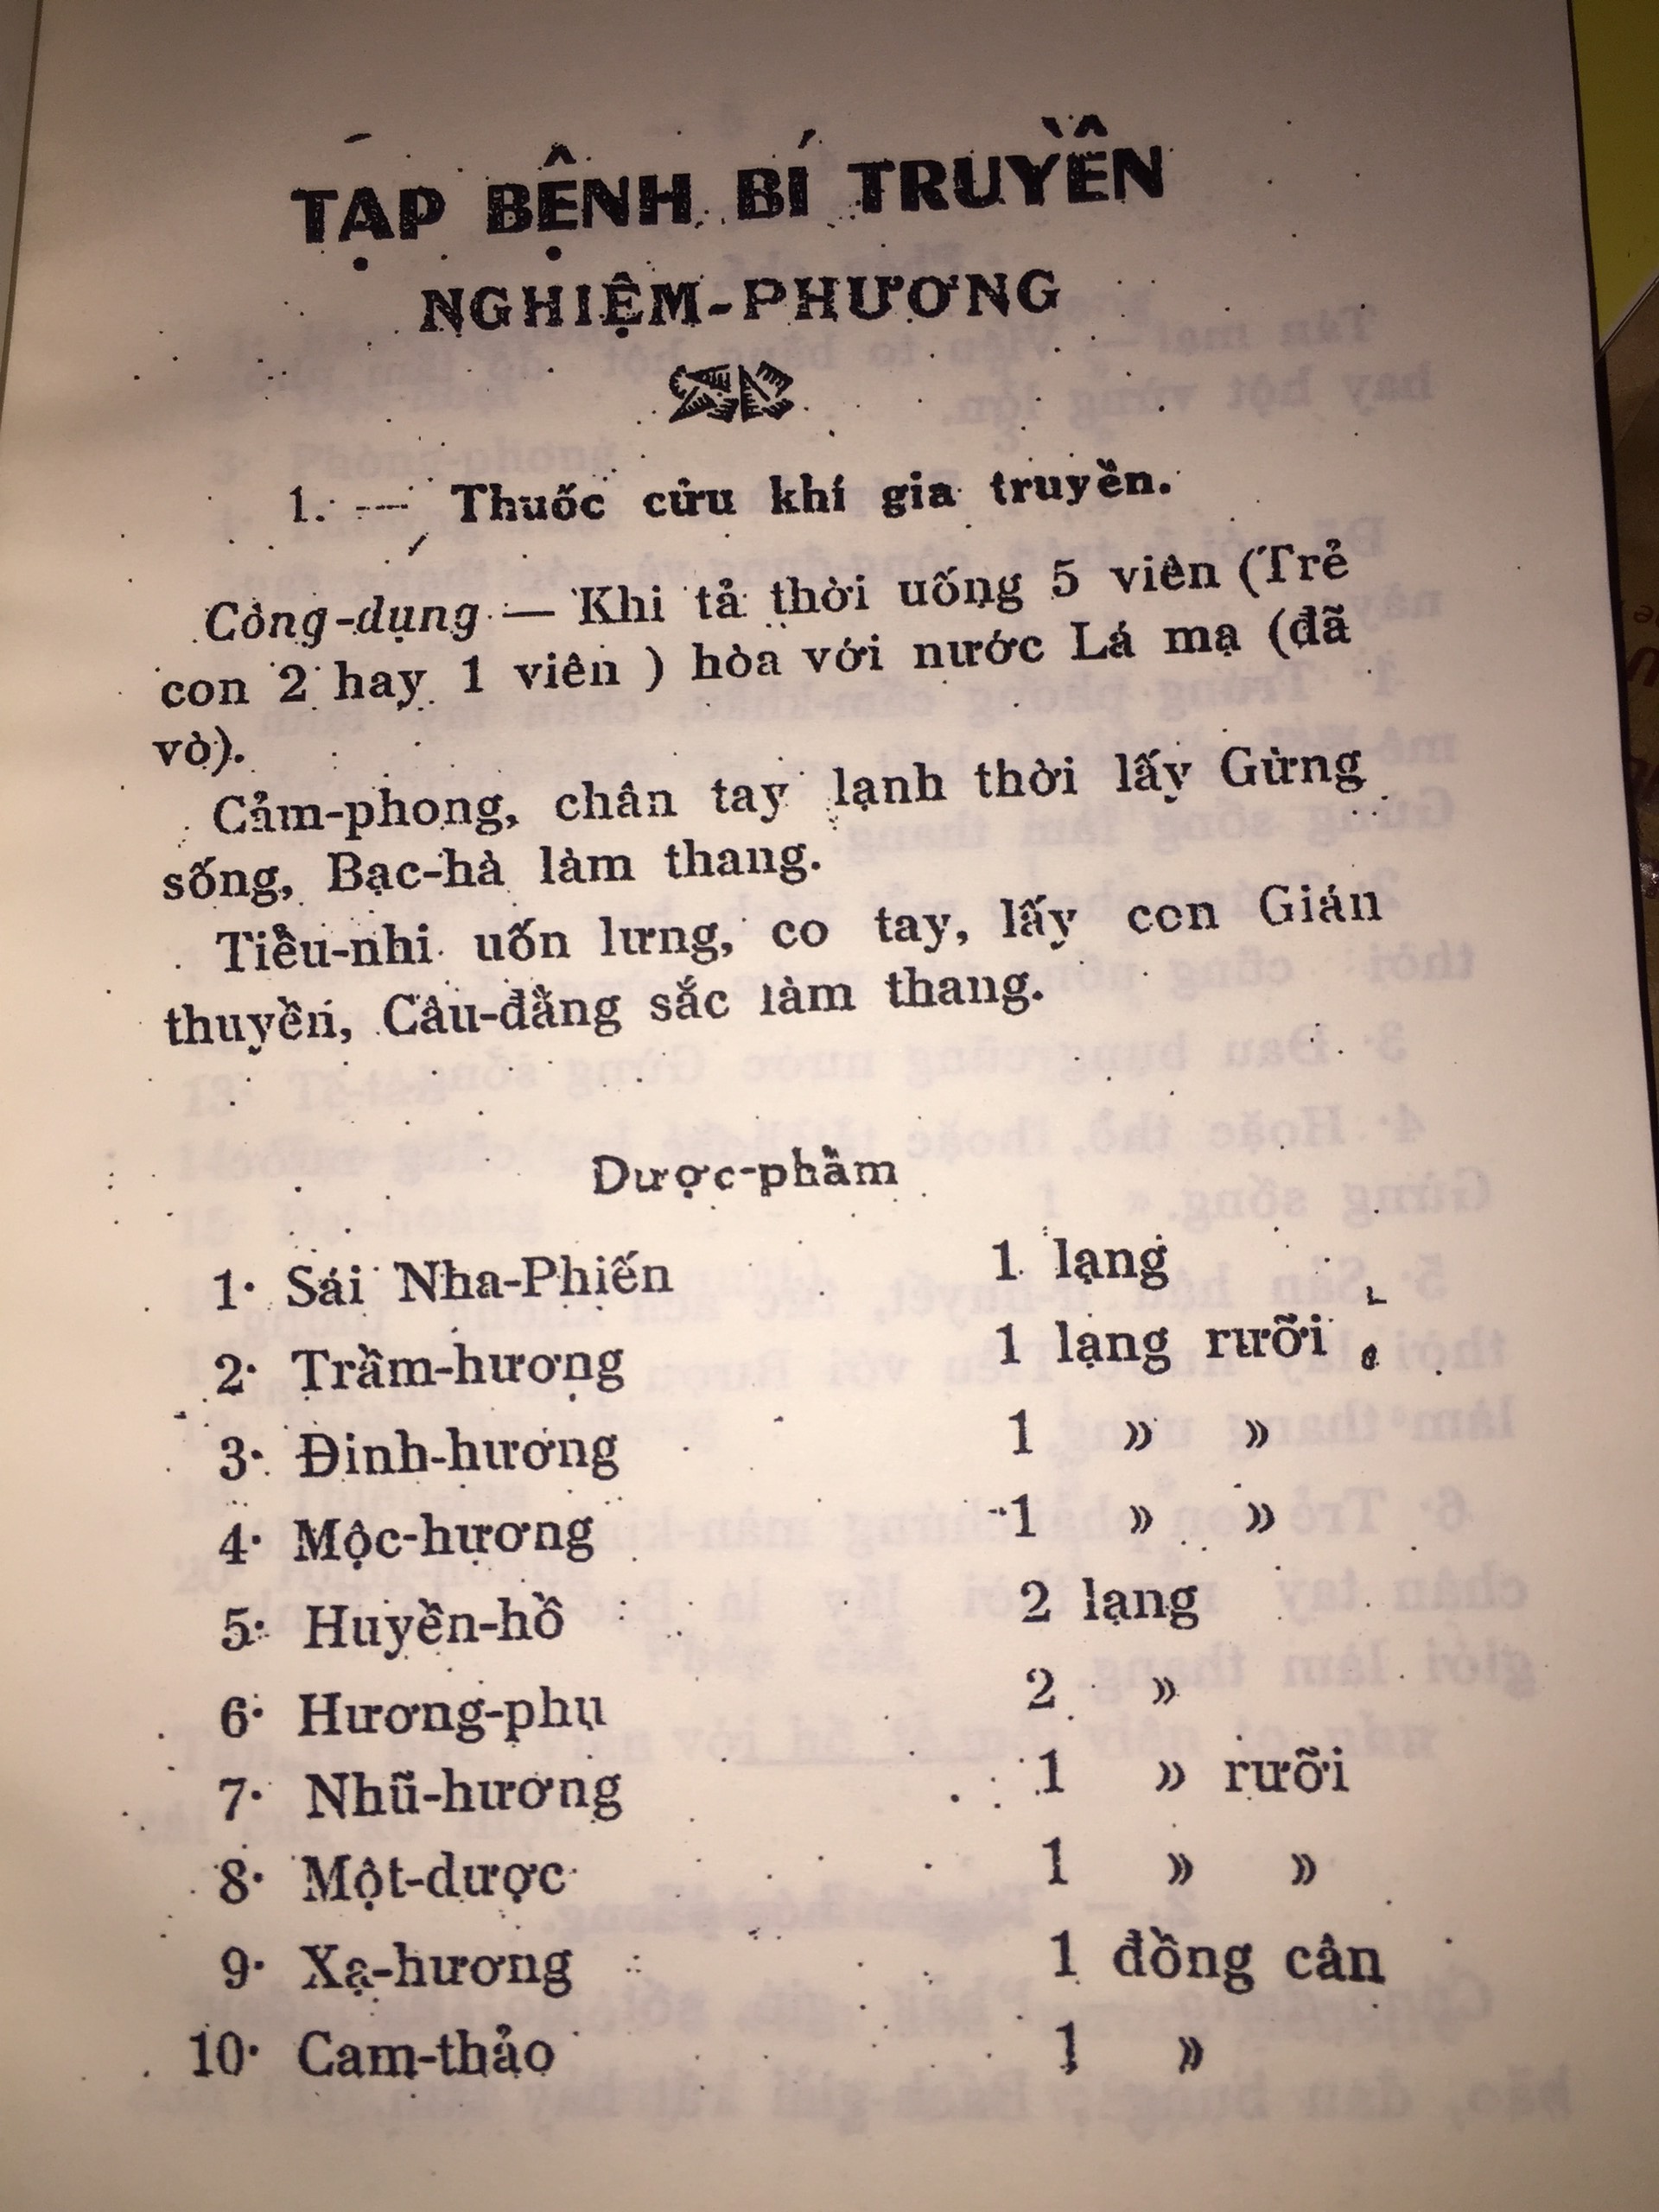 TẠP BỆNH BÍ TRUYỀN
NGHIỆM-PHƯƠNG
1. — Thuốc cứu khí gia truyền.
Công-dụng — Khi tả thời uống 5 viên (Trẻ
con 2 hay 1 viên ) hòa với nước Lá mạ (đã
vò).
Cảm-phong, chân tay lạnh thời lấy Gừng
sống, Bạc-hà làm thang.
Tiểu-nhi uốn lưng, co tay, lấy con Gián
thuyền, Câu-đằng sắc làm thang.
Dược-phẩm
1· Sái Nha-Phiến 1 lạng
2· Trầm-hương 1 lạng rưỡi
3· Đinh-hương 1 » »
4· Mộc-hương 1 » »
5· Huyền-hồ 2 lạng
6· Hương-phụ 2 »
7· Nhũ-hương 1 » rưỡi
8· Một-dược 1 » »
9· Xạ-hương 1 đồng cân
10· Cam-thảo 1 »